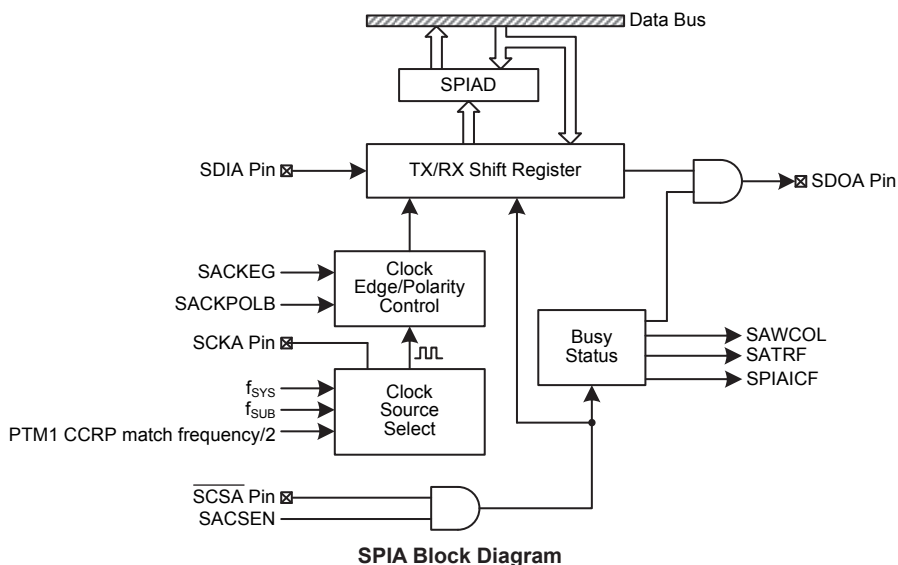 Data Bus
SPIAD
SDIA Pin
TX/RX Shift Register
SDOA Pin
SACKEG
SACKPOLB
Clock
Edge/Polarity
Control
SCKA Pin
Busy
Status
SAWCOL
SATRF
SPIAICF
fSYS
fSUB
PTM1 CCRP match frequency/2
Clock
Source
Select
SCSA Pin
SACSEN
SPIA Block Diagram